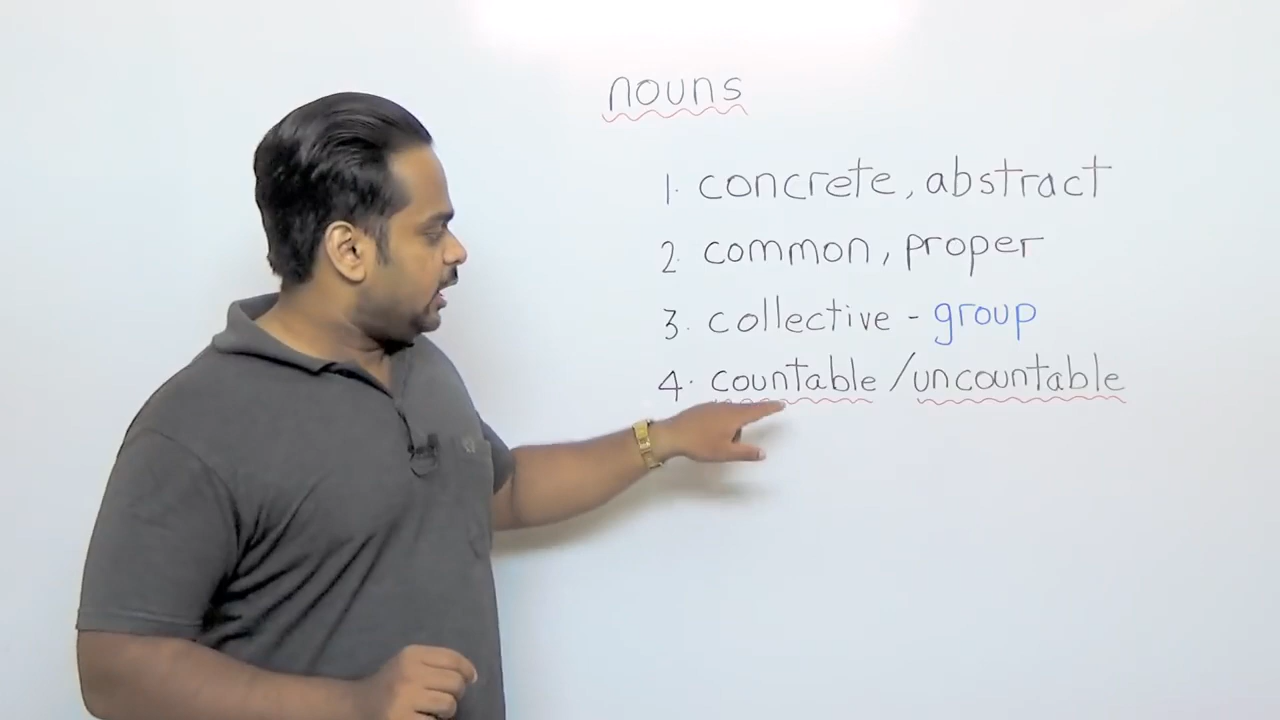 nouns
1. concrete, abstract
2. common, proper
3. collective - group
4. countable / uncountable